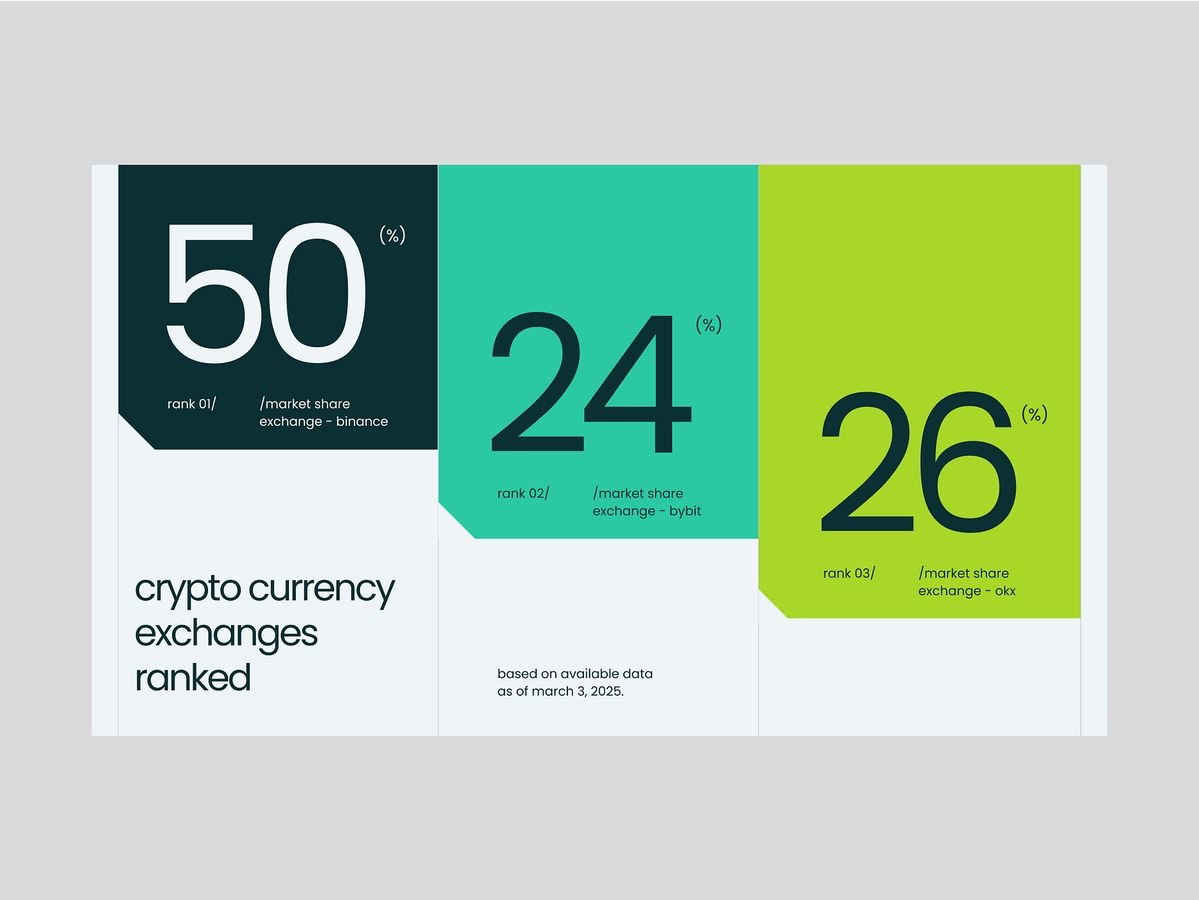 50
(%)
rank 01/
/market share
exchange - binance
24
(%)
rank 02/
/market share
exchange - bybit
26
(%)
rank 03/
/market share
exchange - okx
crypto currency
exchanges
ranked
based on available data
as of march 3, 2025.